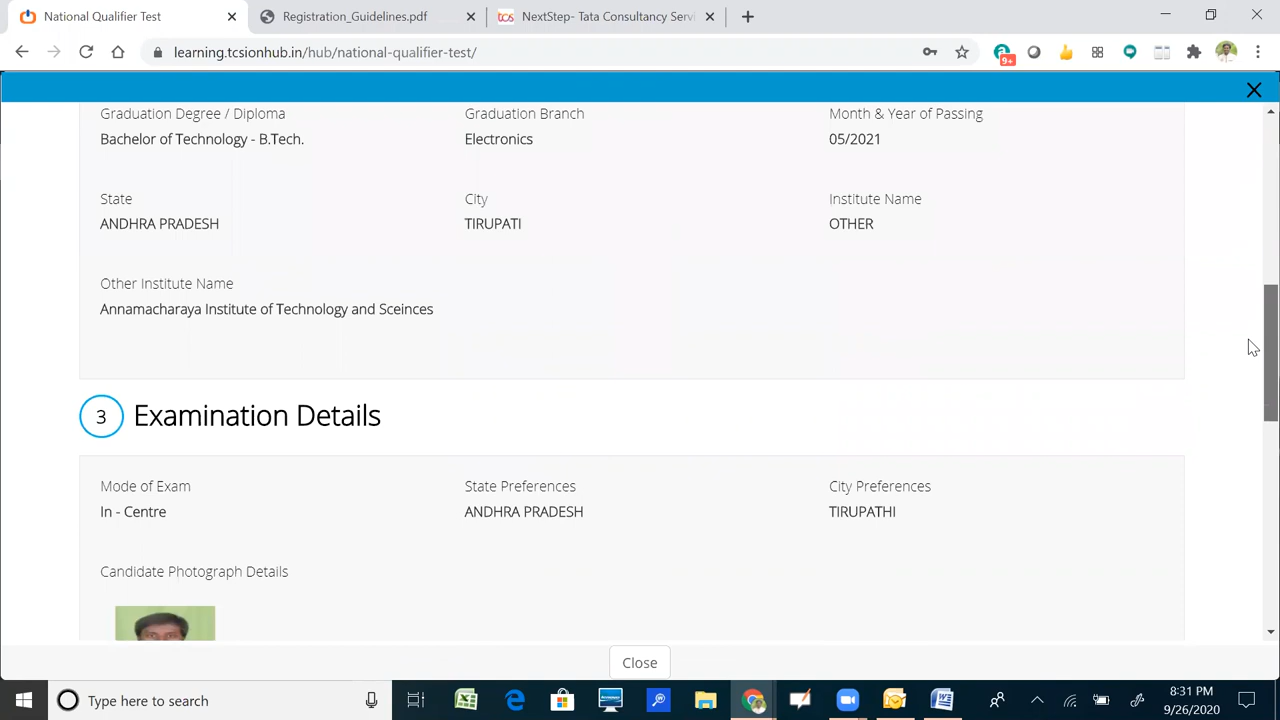 National Qualifier Test
Registration_Guidelines.pdf
tcs NextStep- Tata Consultancy Servi
learning.tcsionhub.in/hub/national-qualifier-test/
9+
Graduation Degree / Diploma Graduation Branch Month & Year of Passing
Bachelor of Technology - B.Tech. Electronics 05/2021
State City Institute Name
ANDHRA PRADESH TIRUPATI OTHER
Other Institute Name
Annamacharaya Institute of Technology and Sceinces
3 Examination Details
Mode of Exam State Preferences City Preferences
In - Centre ANDHRA PRADESH TIRUPATHI
Candidate Photograph Details
Close
Type here to search
8:31 PM
9/26/2020